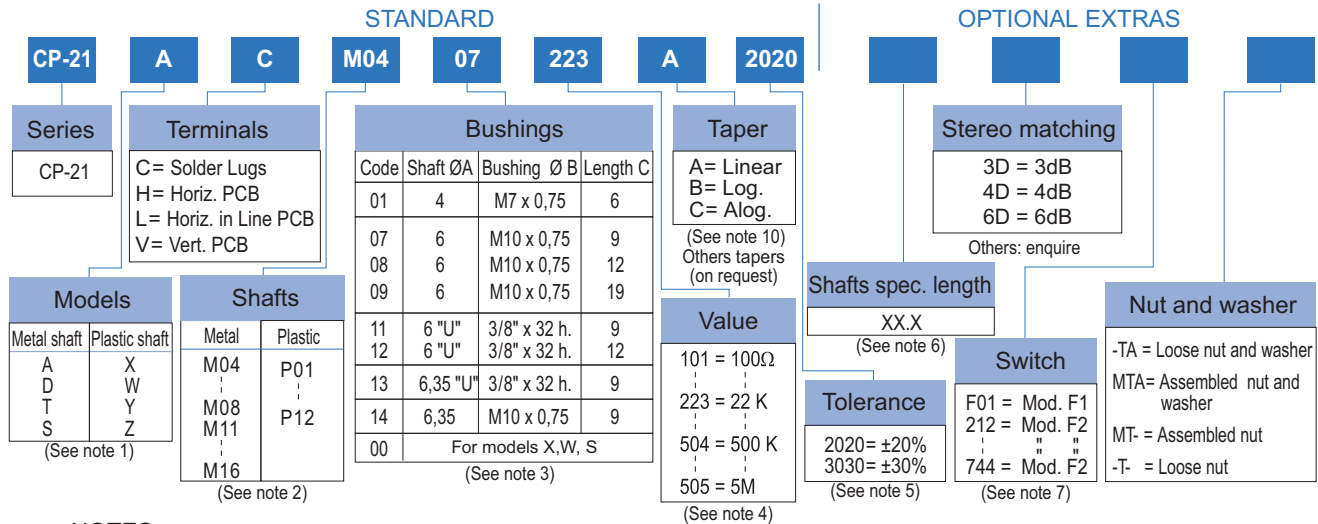 STANDARD
OPTIONAL EXTRAS
CP-21 A C M04 07 223 A 2020
Series
CP-21
Terminals
C= Solder Lugs
H= Horiz. PCB
L= Horiz. in Line PCB
V= Vert. PCB
Bushings
Code Shaft ØA Bushing Ø B Length C
01 4 M7 x 0,75 6
07 6 M10 x 0,75 9
08 6 M10 x 0,75 12
09 6 M10 x 0,75 19
11 6 "U" 3/8" x 32 h. 9
12 6 "U" 3/8" x 32 h. 12
13 6,35 "U" 3/8" x 32 h. 9
14 6,35 M10 x 0,75 9
00 For models X,W, S
(See note 3)
Taper
A= Linear
B= Log.
C= Alog.
(See note 10)
Others tapers
(on request)
Stereo matching
3D = 3dB
4D = 4dB
6D = 6dB
Others: enquire
Models
Metal shaft Plastic shaft
A X
D W
T Y
S Z
(See note 1)
Shafts
Metal Plastic
M04 P01
M08 P12
M11
M16
(See note 2)
Value
101 = 100Ω
223 = 22 K
504 = 500 K
505 = 5M
(See note 4)
Shafts spec. length
XX.X
(See note 6)
Tolerance
2020= ±20%
3030= ±30%
(See note 5)
Switch
F01 = Mod. F1
212 = Mod. F2
" "
744 = Mod. F2
(See note 7)
Nut and washer
-TA = Loose nut and washer
MTA= Assembled nut and
washer
MT- = Assembled nut
-T- = Loose nut
NOTES